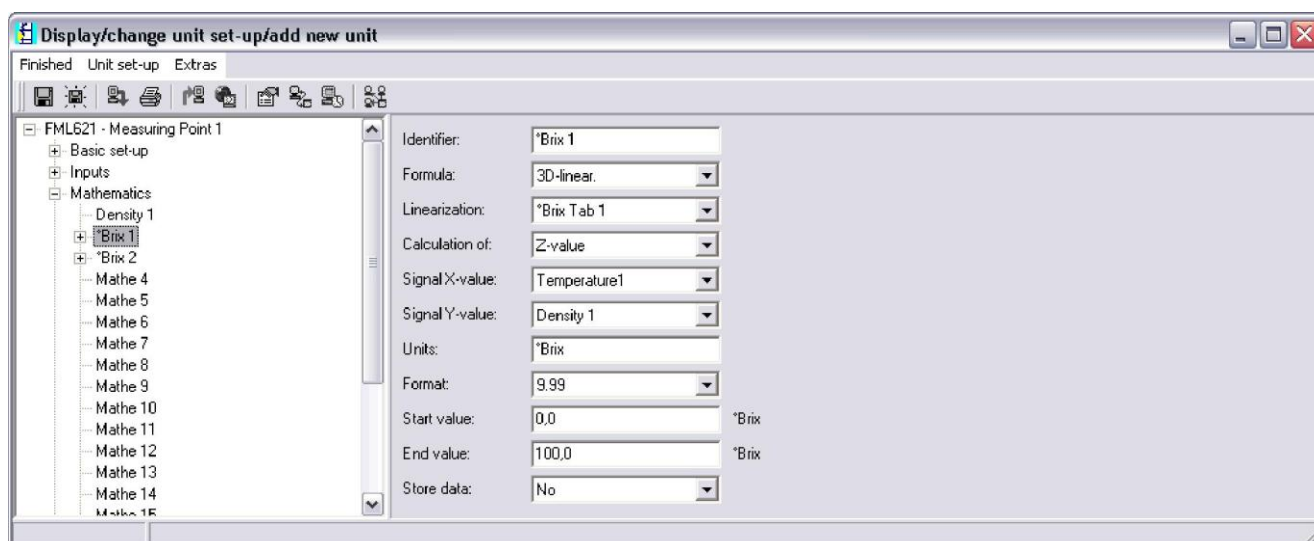 Display/change unit set-up/add new unit
Finished Unit set-up Extras
FML621 - Measuring Point 1
Basic set-up
Inputs
Mathematics
Density 1
°Brix 1
°Brix 2
Mathe 4
Mathe 5
Mathe 6
Mathe 7
Mathe 8
Mathe 9
Mathe 10
Mathe 11
Mathe 12
Mathe 13
Mathe 14
Mathe 15
Identifier: °Brix 1
Formula: 3D-linear.
Linearization: °Brix Tab 1
Calculation of: Z-value
Signal X-value: Temperature1
Signal Y-value: Density 1
Units: °Brix
Format: 9.99
Start value: 0,0 °Brix
End value: 100,0 °Brix
Store data: No